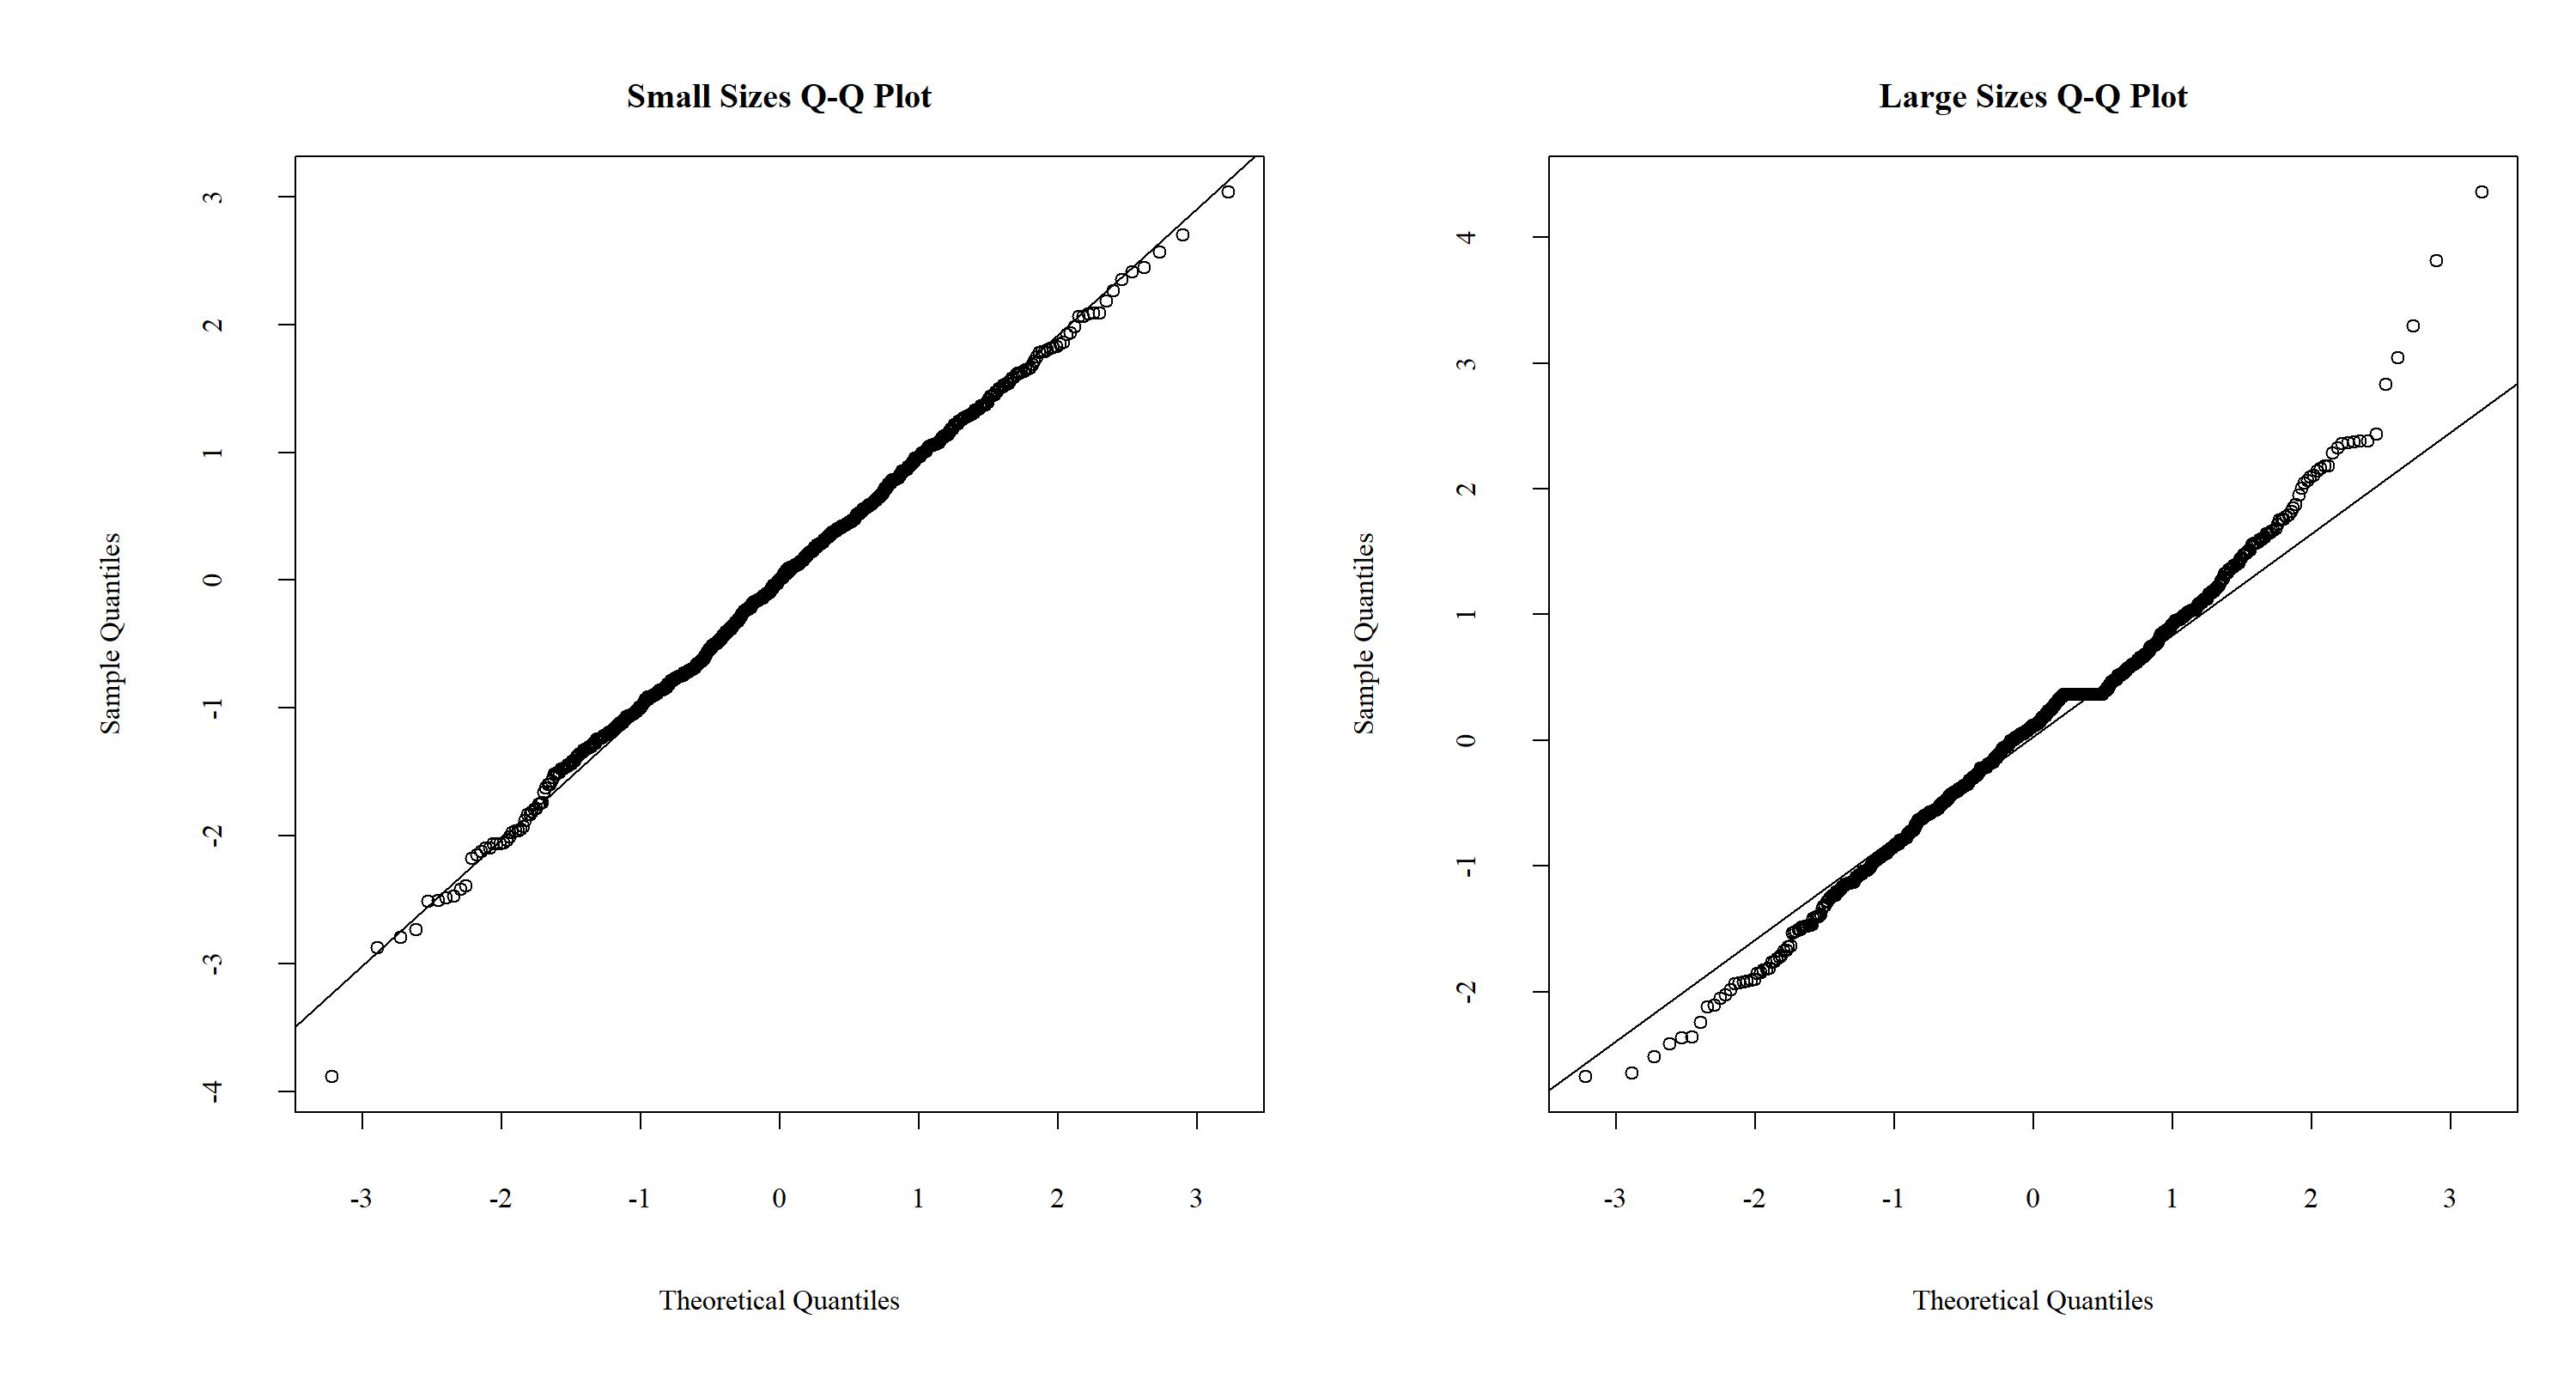 Small Sizes Q-Q Plot
Sample Quantiles
3
2
1
0
-1
-2
-3
-4
-3 -2 -1 0 1 2 3
Theoretical Quantiles
Large Sizes Q-Q Plot
Sample Quantiles
4
3
2
1
0
-1
-2
-3 -2 -1 0 1 2 3
Theoretical Quantiles